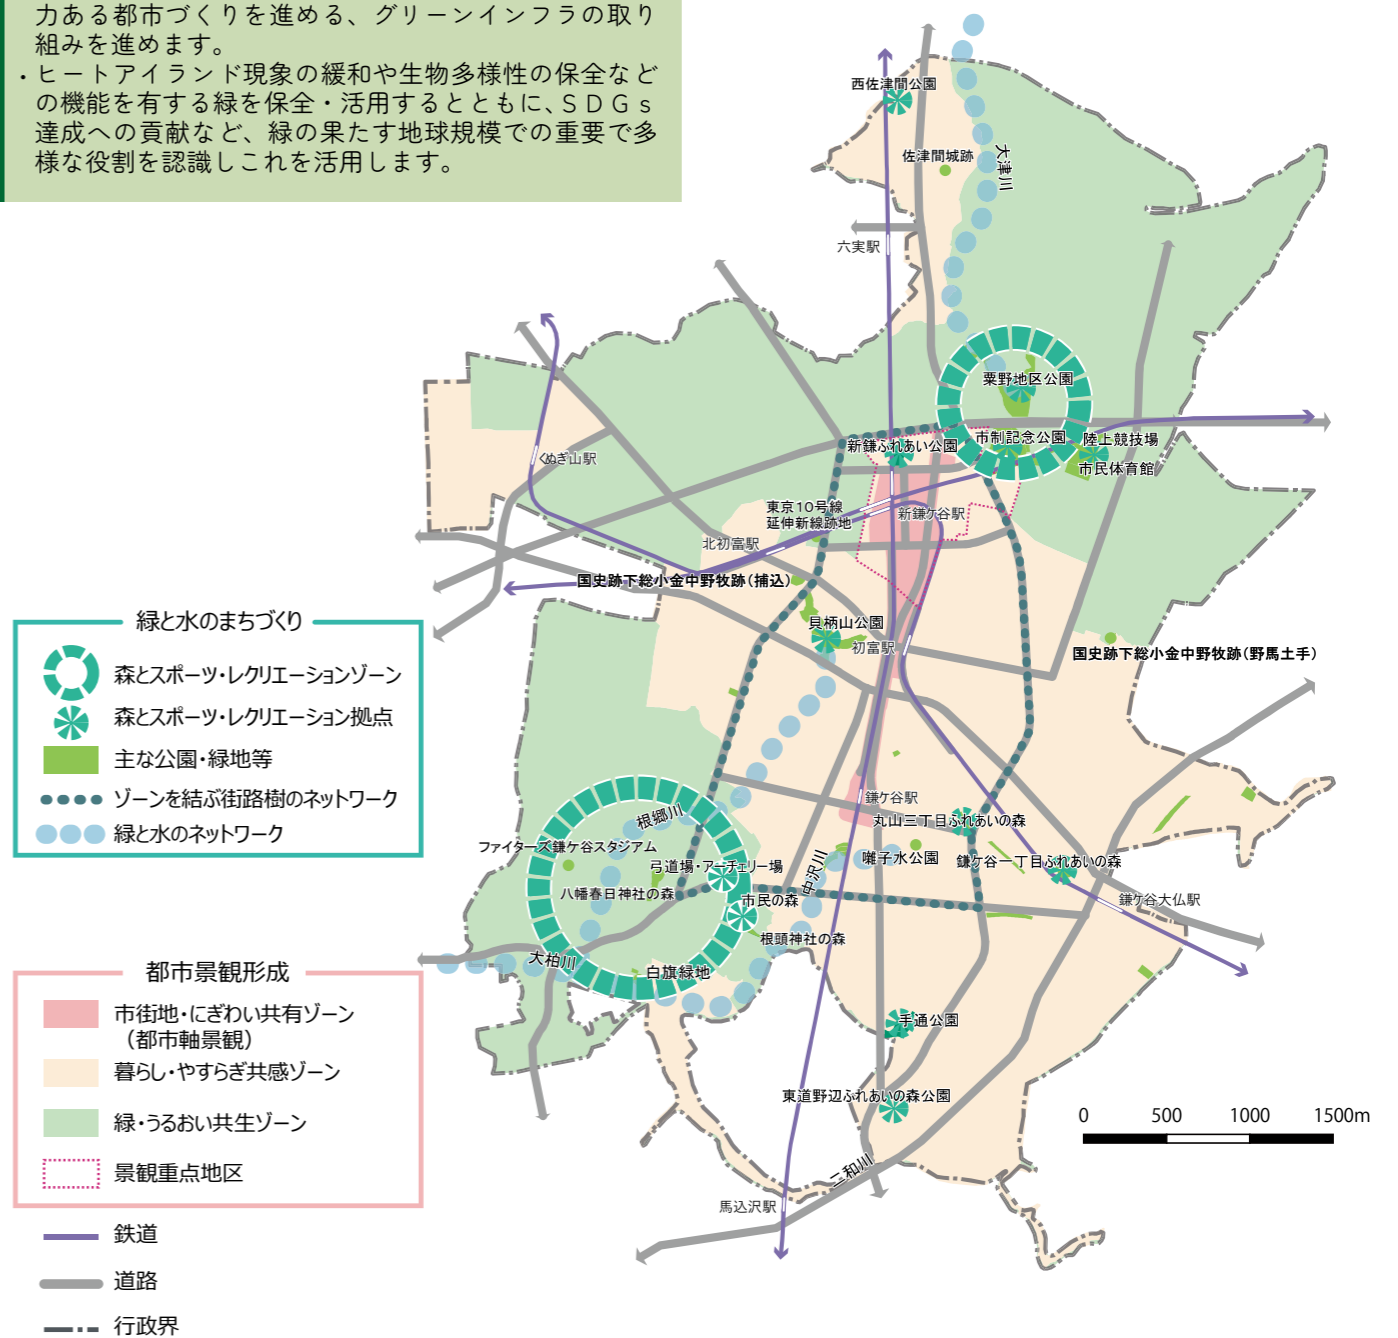 力ある都市づくりを進める、グリーンインフラの取り
組みを進めます。
・ヒートアイランド現象の緩和や生物多様性の保全など
の機能を有する緑を保全・活用するとともに、ＳＤＧｓ
達成への貢献など、緑の果たす地球規模での重要で多
様な役割を認識しこれを活用します。
西佐津間公園
佐津間城跡
大津川
六実駅
粟野地区公園
新鎌ふれあい公園
市制記念公園
陸上競技場
市民体育館
くぬぎ山駅
東京10号線
延伸新線跡地
新鎌ケ谷駅
北初富駅
国史跡下総小金中野牧跡（捕込）
貝柄山公園
初富駅
国史跡下総小金中野牧跡（野馬土手）
鎌ケ谷駅
丸山三丁目ふれあいの森
根郷川
ファイターズ鎌ケ谷スタジアム
弓道場・アーチェリー場
中沢川
囃子水公園
鎌ケ谷一丁目ふれあいの森
八幡春日神社の森
市民の森
鎌ケ谷大仏駅
根頭神社の森
大柏川
白旗緑地
手通公園
東道野辺ふれあいの森公園
二和川
馬込沢駅
0 500 1000 1500m
緑と水のまちづくり
森とスポーツ・レクリエーションゾーン
森とスポーツ・レクリエーション拠点
主な公園・緑地等
ゾーンを結ぶ街路樹のネットワーク
緑と水のネットワーク
都市景観形成
市街地・にぎわい共有ゾーン
（都市軸景観）
暮らし・やすらぎ共感ゾーン
緑・うるおい共生ゾーン
景観重点地区
鉄道
道路
行政界